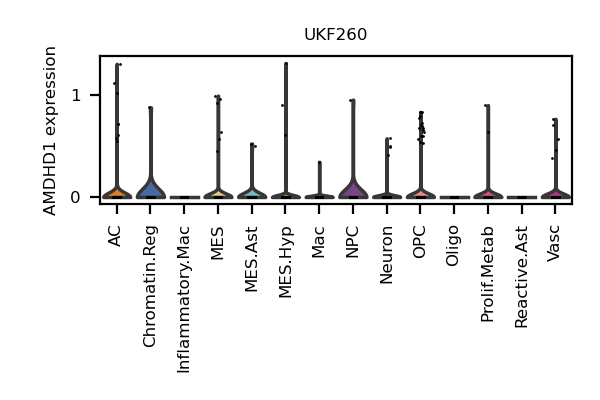 UKF260
AMDHD1 expression
1
0
AC
Chromatin.Reg
Inflammatory.Mac
MES
MES.Ast
MES.Hyp
Mac
NPC
Neuron
OPC
Oligo
Prolif.Metab
Reactive.Ast
Vasc